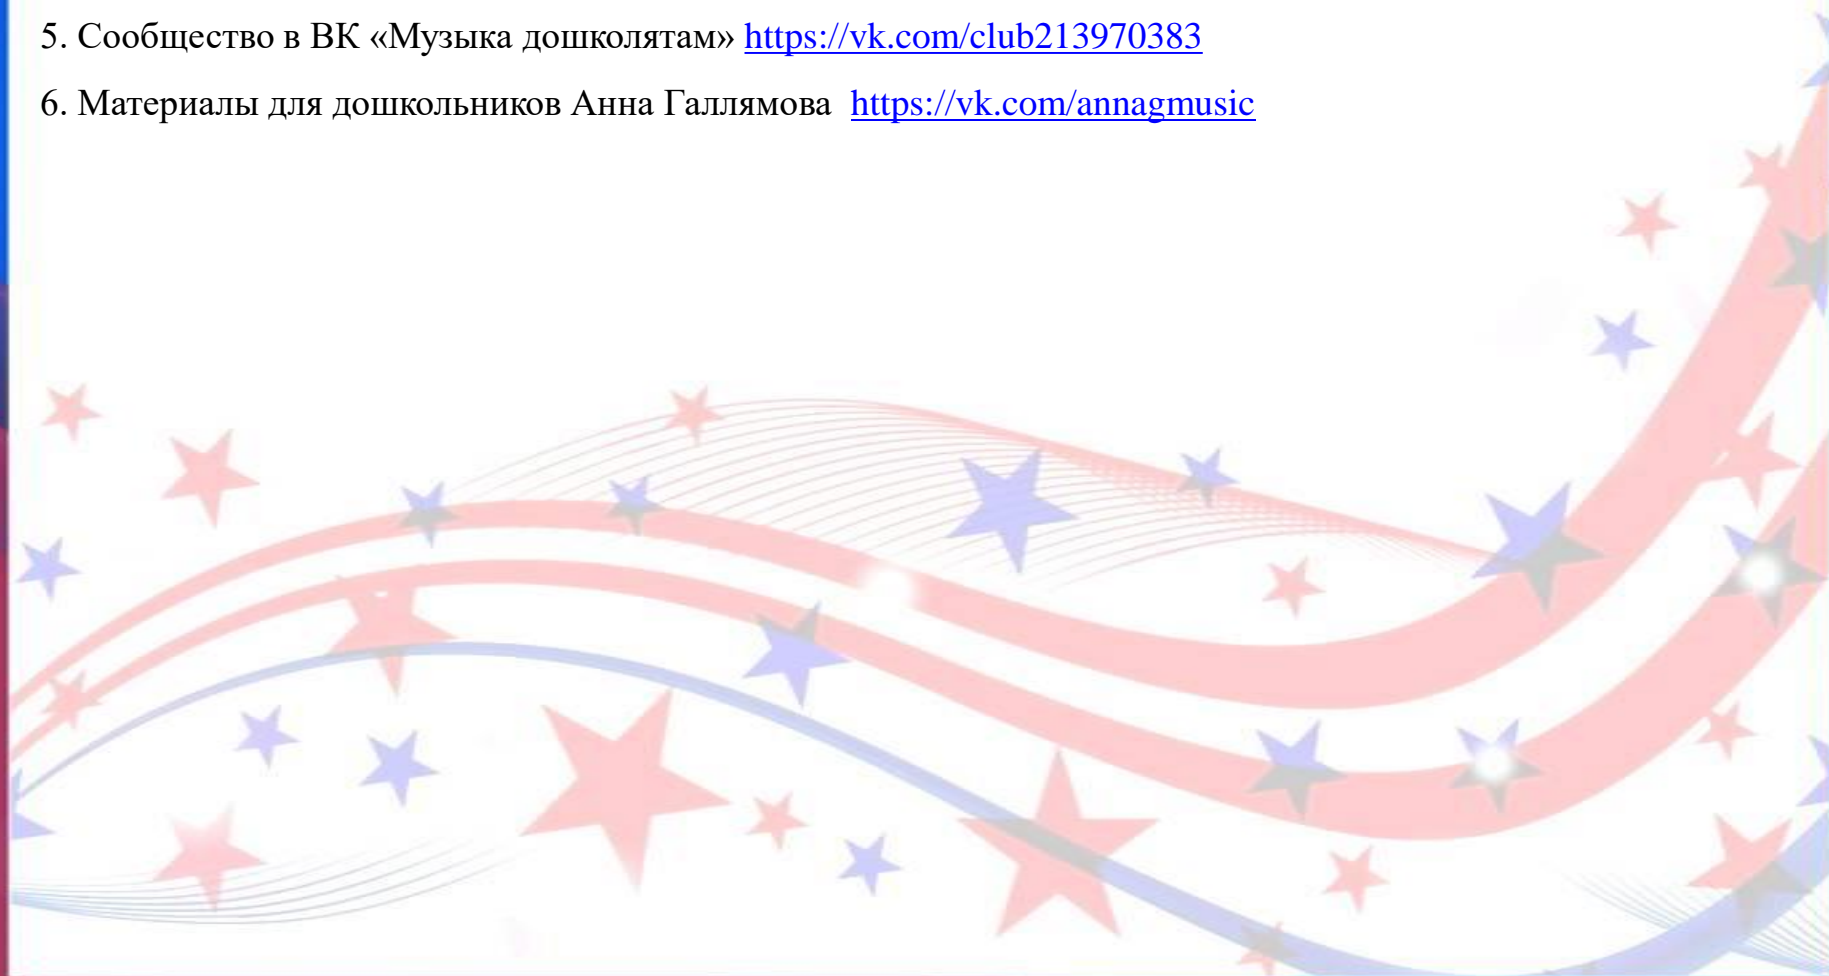 5. Сообщество в ВК «Музыка дошколятам» https://vk.com/club213970383
6. Материалы для дошкольников Анна Галлямова  https://vk.com/annagmusic